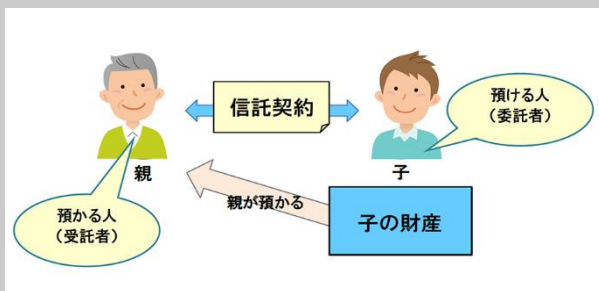 信託契約
預ける人
(委託者)
親
子
預かる人
(受託者)
親が預かる
子の財産